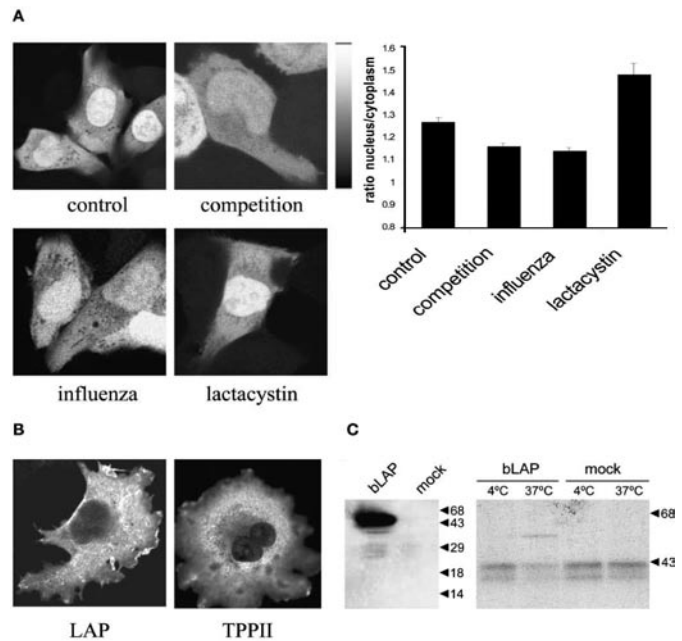 A
control
competition
influenza
lactacystin
ratio nucleus/cytoplasm
1.6
1.5
1.4
1.3
1.2
1.1
1
0.9
0.8
control
competition
influenza
lactacystin
B
LAP
TPPII
C
bLAP
mock
68
43
29
18
14
bLAP
mock
4ºC
37ºC
4ºC
37ºC
68
43